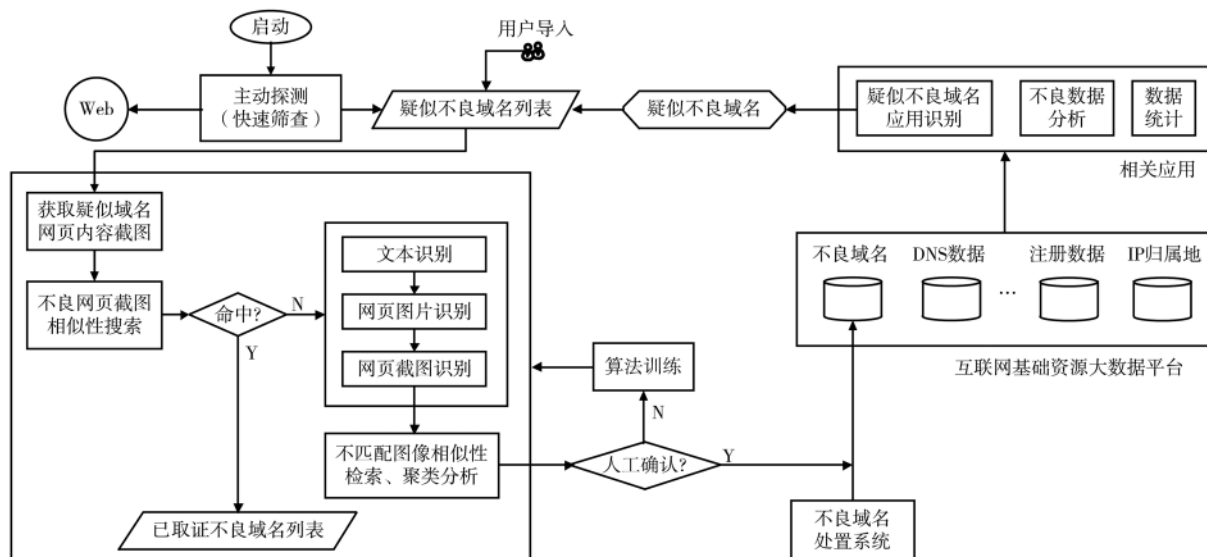 启动
用户导入
Web
主动探测
（快速筛查）
疑似不良域名列表
疑似不良域名
疑似不良域名
应用识别
不良数据
分析
数据
统计
相关应用
获取疑似域名
网页内容截图
不良网页截图
相似性搜索
命中?
N
Y
文本识别
网页图片识别
网页截图识别
不匹配图像相似性
检索、聚类分析
已取证不良域名列表
算法训练
N
人工确认?
Y
不良域名
DNS数据
...
注册数据
IP归属地
互联网基础资源大数据平台
不良域名
处置系统